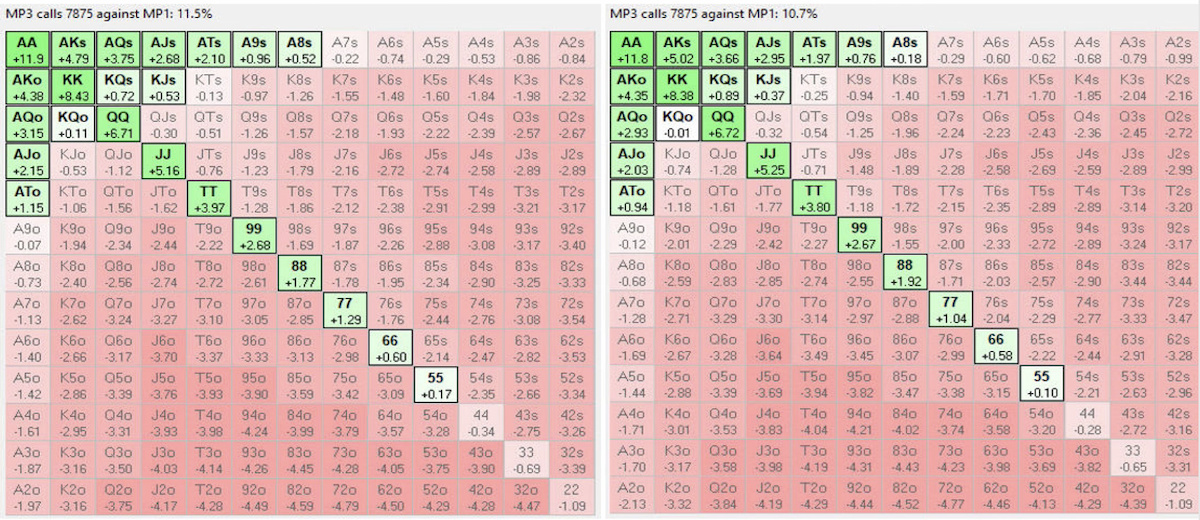 MP3 calls 7875 against MP1: 11.5%
AA AKs AQs AJs ATs A9s A8s A7s A6s A5s A4s A3s A2s
+11.9 +4.79 +3.75 +2.68 +2.10 +0.96 +0.52 -0.22 -0.74 -0.29 -0.53 -0.86 -0.84
AKo KK KQs KJs KTs K9s K8s K7s K6s K5s K4s K3s K2s
+4.38 +8.43 +0.72 +0.53 -0.13 -0.97 -1.26 -1.55 -1.48 -1.60 -1.84 -1.98 -2.32
AQo KQo QQ QJs QTs Q9s Q8s Q7s Q6s Q5s Q4s Q3s Q2s
+3.15 +0.11 +6.71 -0.30 -0.51 -1.26 -1.57 -2.18 -1.93 -2.22 -2.39 -2.57 -2.67
AJo KJo QJo JJ JTs J9s J8s J7s J6s J5s J4s J3s J2s
+2.15 -0.53 -1.12 +5.16 -0.76 -1.23 -1.79 -2.16 -2.72 -2.74 -2.58 -2.89 -2.89
ATo KTo QTo JTo TT T9s T8s T7s T6s T5s T4s T3s T2s
+1.15 -1.06 -1.56 -1.62 +3.97 -1.28 -1.86 -2.12 -2.38 -2.91 -2.99 -3.21 -3.17
A9o K9o Q9o J9o T9o 99 98s 97s 96s 95s 94s 93s 92s
-0.07 -1.94 -2.34 -2.44 -2.22 +2.68 -1.69 -1.87 -2.26 -2.88 -3.08 -3.17 -3.40
A8o K8o Q8o J8o T8o 98o 88 87s 86s 85s 84s 83s 82s
-0.73 -2.40 -2.56 -2.74 -2.72 -2.61 +1.77 -1.78 -1.95 -2.34 -2.90 -3.25 -3.33
A7o K7o Q7o J7o T7o 97o 87o 77 76s 75s 74s 73s 72s
-1.13 -2.62 -3.24 -3.27 -3.10 -3.05 -2.85 +1.29 -1.76 -2.44 -2.76 -3.08 -3.54
A6o K6o Q6o J6o T6o 96o 86o 76o 66 65s 64s 63s 62s
-1.40 -2.66 -3.17 -3.70 -3.37 -3.33 -3.13 -2.98 +0.60 -2.14 -2.47 -2.82 -3.53
A5o K5o Q5o J5o T5o 95o 85o 75o 65o 55 54s 53s 52s
-1.42 -2.86 -3.39 -3.76 -3.93 -3.90 -3.59 -3.42 -3.09 +0.17 -2.35 -2.66 -3.34
A4o K4o Q4o J4o T4o 94o 84o 74o 64o 54o 44 43s 42s
-1.61 -2.95 -3.31 -3.93 -3.98 -4.24 -3.99 -3.79 -3.57 -3.28 -0.34 -2.75 -3.26
A3o K3o Q3o J3o T3o 93o 83o 73o 63o 53o 43o 33 32s
-1.87 -3.16 -3.50 -4.03 -4.14 -4.26 -4.45 -4.28 -4.05 -3.75 -3.90 -0.69 -3.39
A2o K2o Q2o J2o T2o 92o 82o 72o 62o 52o 42o 32o 22
-1.97 -3.16 -3.75 -4.17 -4.28 -4.49 -4.59 -4.79 -4.50 -4.29 -4.28 -4.47 -1.09
MP3 calls 7875 against MP1: 10.7%
AA AKs AQs AJs ATs A9s A8s A7s A6s A5s A4s A3s A2s
+11.8 +5.02 +3.66 +2.95 +1.97 +0.76 +0.18 -0.29 -0.60 -0.62 -0.68 -0.79 -0.99
AKo KK KQs KJs KTs K9s K8s K7s K6s K5s K4s K3s K2s
+4.35 +8.38 +0.89 +0.37 -0.25 -0.94 -1.40 -1.59 -1.71 -1.70 -1.85 -2.04 -2.16
AQo KQo QQ QJs QTs Q9s Q8s Q7s Q6s Q5s Q4s Q3s Q2s
+2.93 -0.01 +6.72 -0.32 -0.54 -1.25 -1.96 -2.24 -2.23 -2.43 -2.36 -2.45 -2.72
AJo KJo QJo JJ JTs J9s J8s J7s J6s J5s J4s J3s J2s
+2.03 -0.74 -1.28 +5.25 -0.71 -1.48 -1.89 -2.28 -2.58 -2.69 -2.59 -2.89 -2.99
ATo KTo QTo JTo TT T9s T8s T7s T6s T5s T4s T3s T2s
+0.94 -1.18 -1.61 -1.77 +3.80 -1.18 -1.72 -2.15 -2.35 -2.89 -2.89 -3.14 -3.20
A9o K9o Q9o J9o T9o 99 98s 97s 96s 95s 94s 93s 92s
-0.12 -2.01 -2.29 -2.42 -2.27 +2.67 -1.55 -2.00 -2.33 -2.72 -2.89 -3.24 -3.17
A8o K8o Q8o J8o T8o 98o 88 87s 86s 85s 84s 83s 82s
-0.68 -2.59 -2.83 -2.85 -2.74 -2.55 +1.92 -1.71 -2.03 -2.57 -2.90 -3.44 -3.44
A7o K7o Q7o J7o T7o 97o 87o 77 76s 75s 74s 73s 72s
-1.28 -2.71 -3.29 -3.30 -3.14 -2.97 -2.88 +1.04 -2.04 -2.29 -2.77 -3.33 -3.47
A6o K6o Q6o J6o T6o 96o 86o 76o 66 65s 64s 63s 62s
-1.69 -2.67 -3.28 -3.64 -3.49 -3.45 -3.07 -2.99 +0.58 -2.22 -2.44 -2.91 -3.28
A5o K5o Q5o J5o T5o 95o 85o 75o 65o 55 54s 53s 52s
-1.44 -2.88 -3.39 -3.69 -3.94 -3.82 -3.47 -3.38 -3.15 +0.10 -2.21 -2.63 -2.96
A4o K4o Q4o J4o T4o 94o 84o 74o 64o 54o 44 43s 42s
-1.71 -3.01 -3.53 -3.83 -4.04 -4.21 -4.02 -3.74 -3.58 -3.20 -0.28 -2.72 -3.16
A3o K3o Q3o J3o T3o 93o 83o 73o 63o 53o 43o 33 32s
-1.70 -3.17 -3.58 -3.98 -4.19 -4.31 -4.43 -4.23 -3.98 -3.69 -3.82 -0.65 -3.31
A2o K2o Q2o J2o T2o 92o 82o 72o 62o 52o 42o 32o 22
-2.13 -3.32 -3.84 -4.19 -4.29 -4.44 -4.52 -4.77 -4.46 -4.13 -4.29 -4.44 -1.09